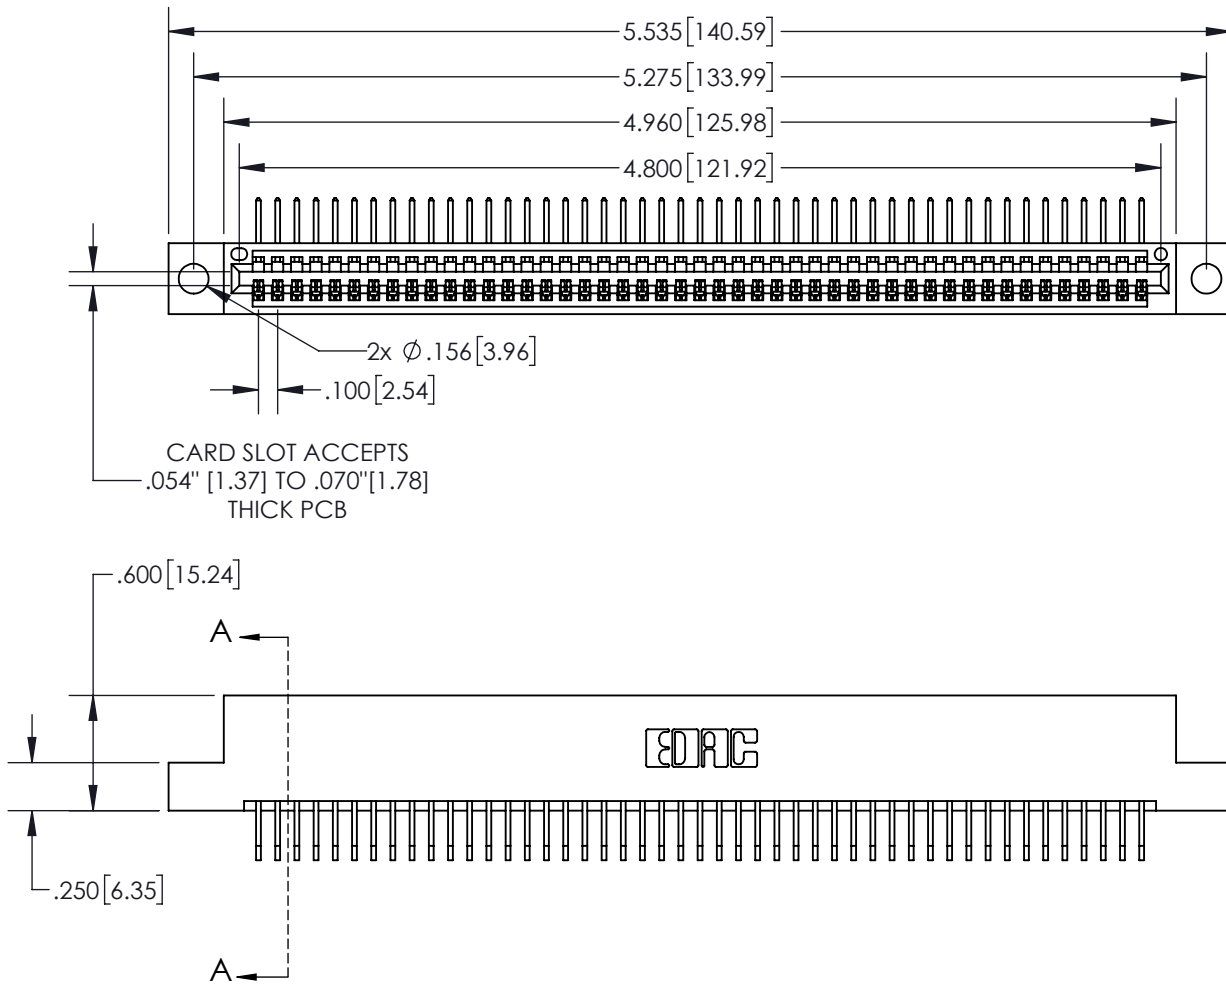 5.535[140.59]
5.275[133.99]
4.960[125.98]
4.800[121.92]
2x ∅.156[3.96]
.100[2.54]
CARD SLOT ACCEPTS
.054" [1.37] TO .070"[1.78]
THICK PCB
.600[15.24]
A
EDAC
.250[6.35]
A